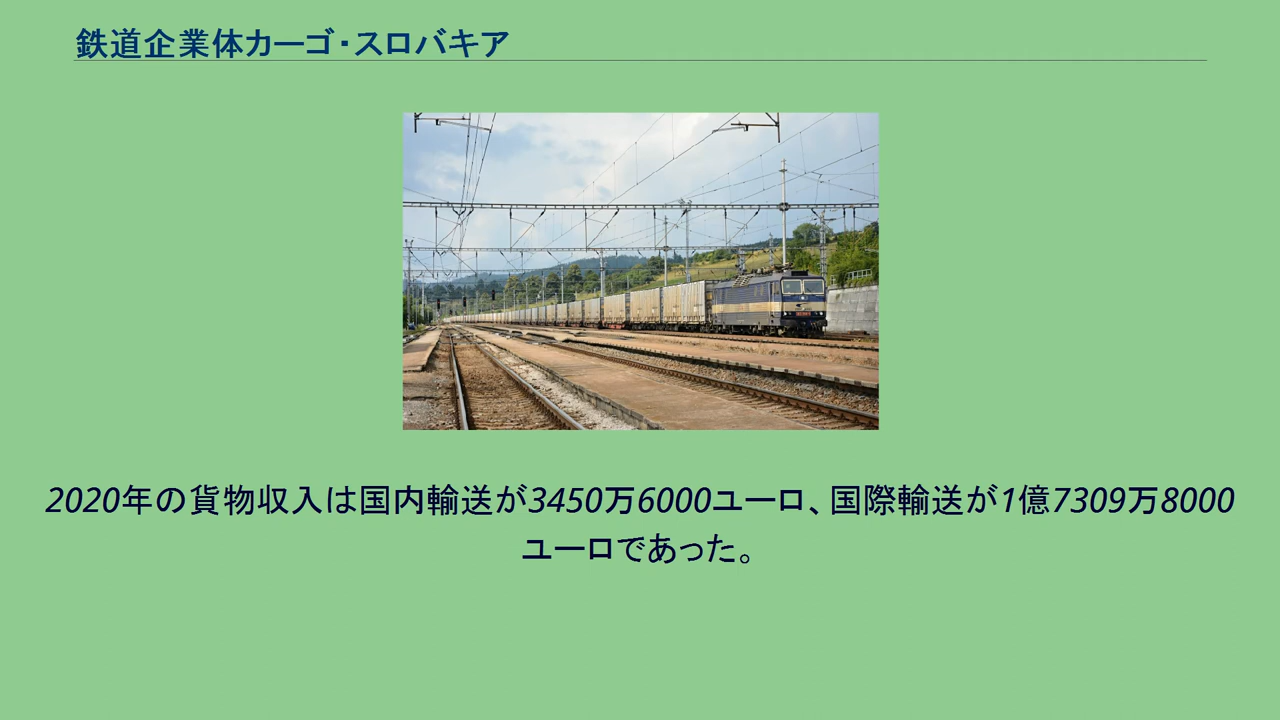 鉄道企業体カーゴ・スロバキア
2020年の貨物収入は国内輸送が3450万6000ユーロ、国際輸送が1億7309万8000
ユーロであった。